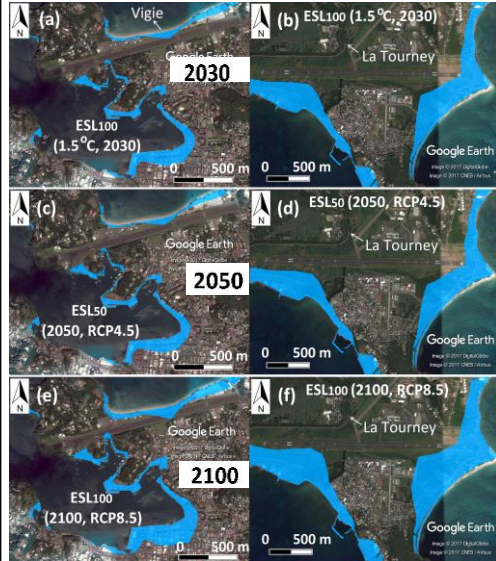 (a)
Vigie
N
Google Earth
2030
ESL100
(1.5 °C, 2030)
0 500 m
(b)
ESL100 (1.5 °C, 2030)
N
La Tourney
Google Earth
Image © 2017 DigitalGlobe
Image © 2017 CNES / Airbus
0 500 m
(c)
N
Google Earth
2050
ESL50
(2050, RCP4.5)
0 500 m
(d)
ESL50 (2050, RCP4.5)
N
La Tourney
Google Earth
Image © 2017 DigitalGlobe
Image © 2017 CNES / Airbus
0 500 m
(e)
N
Google Earth
2100
ESL100
(2100, RCP8.5)
0 500 m
(f)
ESL100 (2100, RCP8.5)
N
La Tourney
Google Earth
Image © 2017 DigitalGlobe
Image © 2017 CNES / Airbus
0 500 m